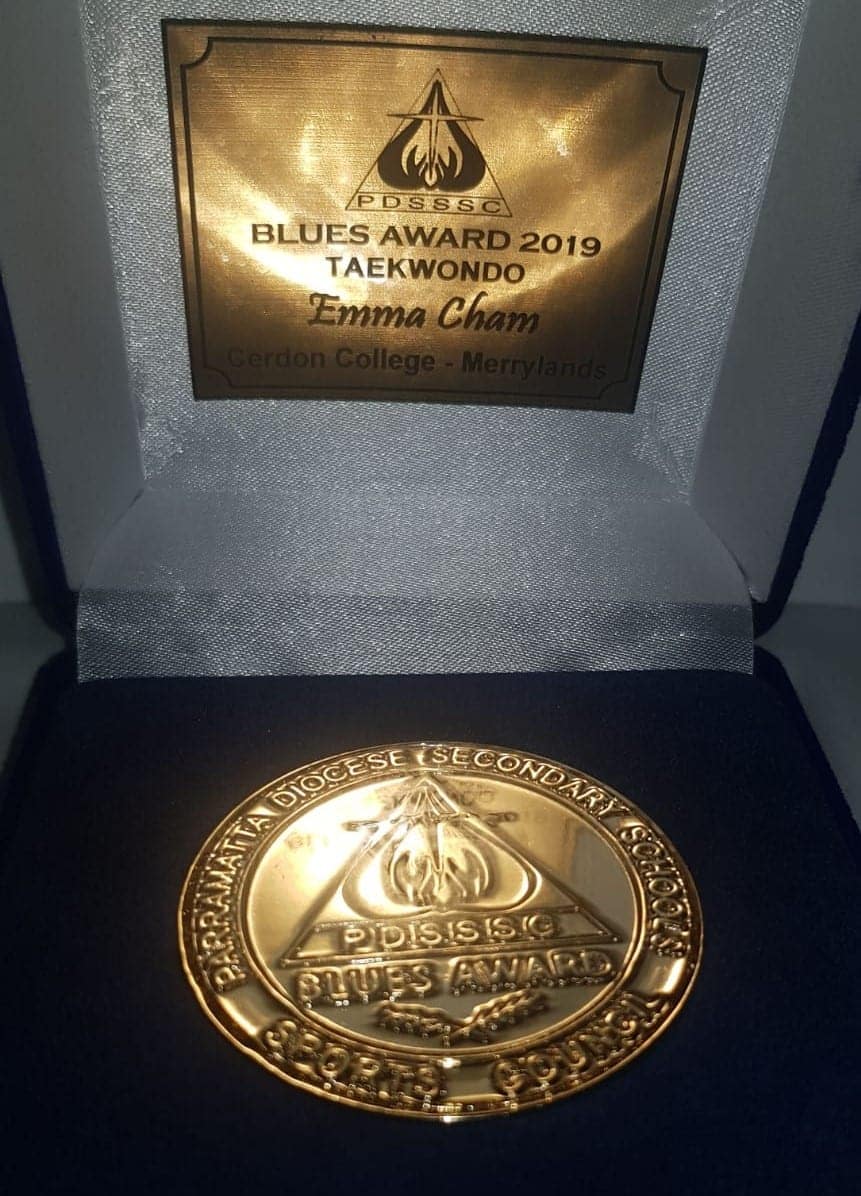 PDSSSC
BLUES AWARD 2019
TAEKWONDO
Emma Cham
Cerdon College - Merrylands
PARRAMATTA DIOCESE SECONDARY SCHOOLS
PDSSSC
BLUES AWARD
SPORTS COUNCIL